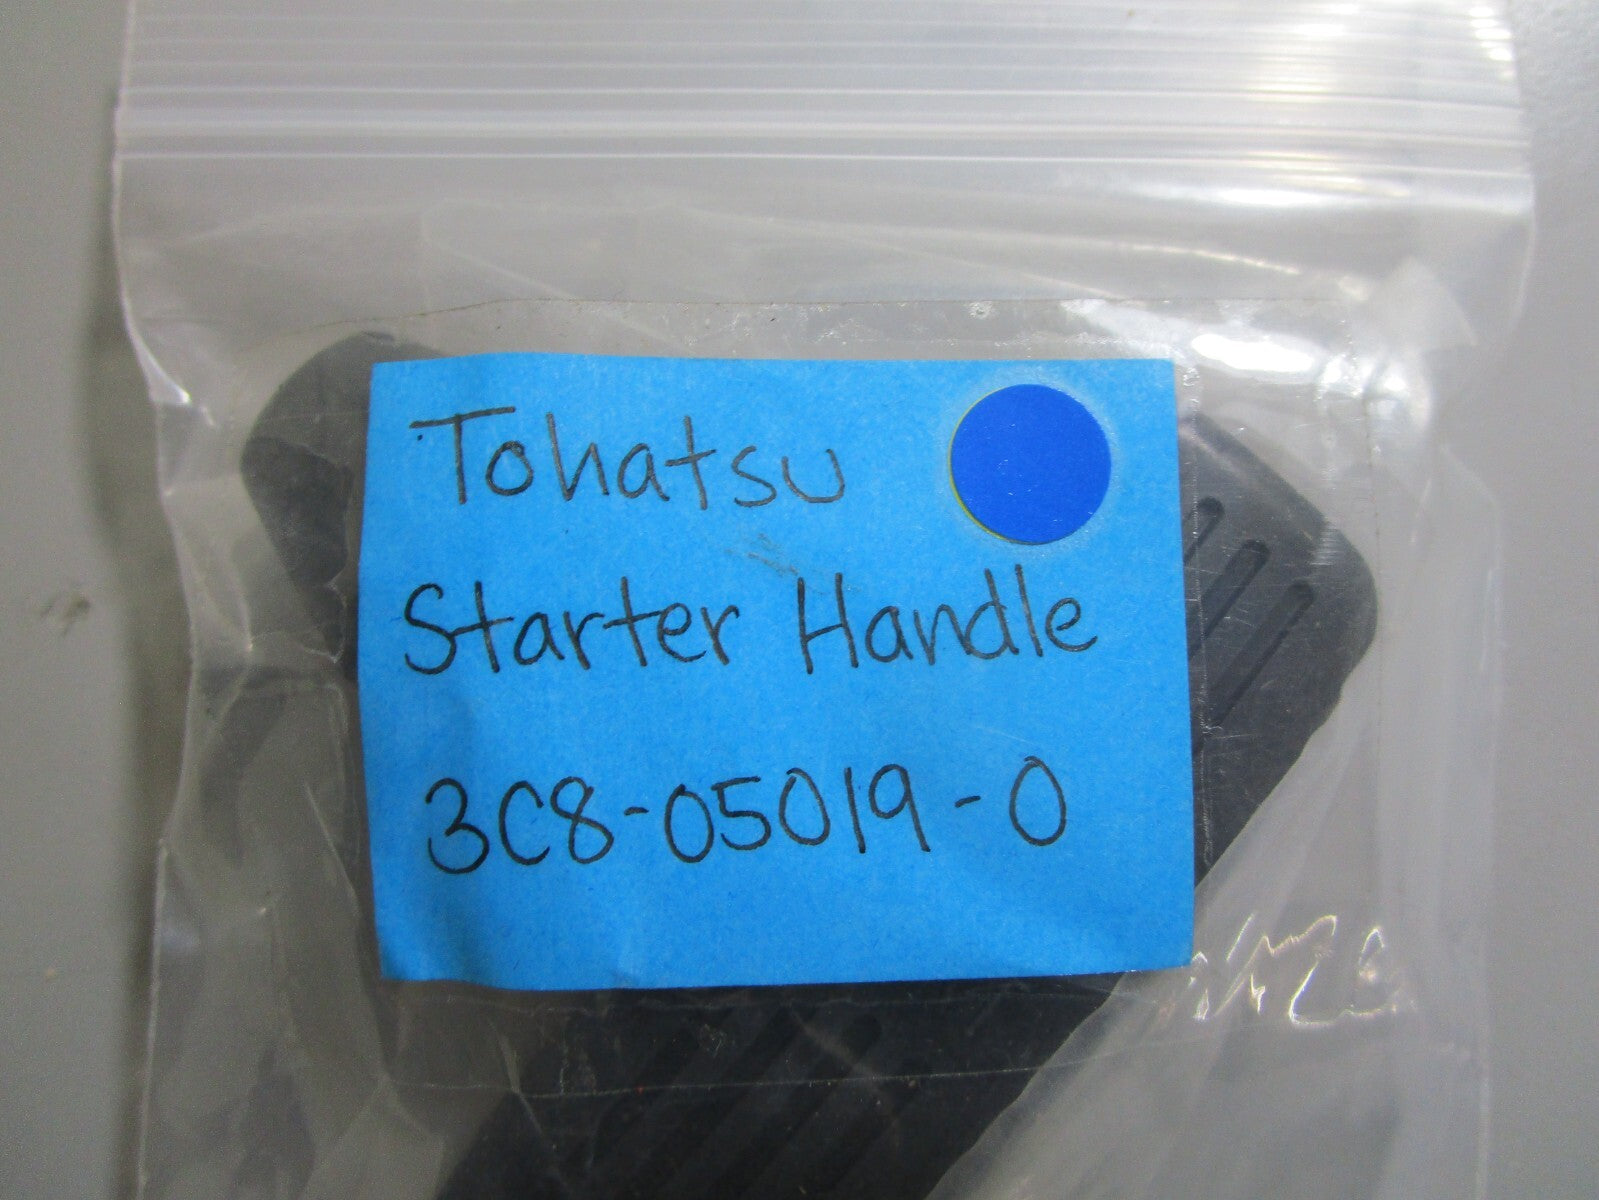 Tohatsu
Starter Handle
3C8-05019-0